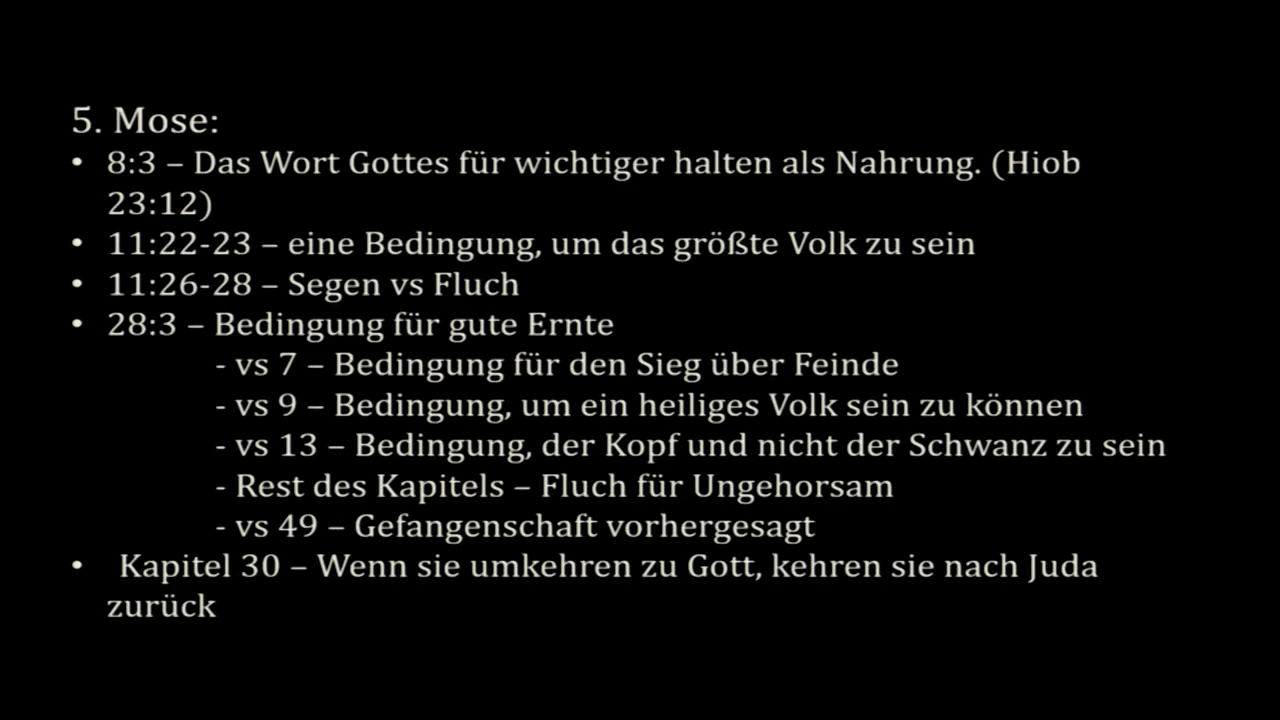 5. Mose:
• 8:3 – Das Wort Gottes für wichtiger halten als Nahrung. (Hiob
23:12)
• 11:22-23 – eine Bedingung, um das größte Volk zu sein
• 11:26-28 – Segen vs Fluch
• 28:3 – Bedingung für gute Ernte
- vs 7 – Bedingung für den Sieg über Feinde
- vs 9 – Bedingung, um ein heiliges Volk sein zu können
- vs 13 – Bedingung, der Kopf und nicht der Schwanz zu sein
- Rest des Kapitels – Fluch für Ungehorsam
- vs 49 – Gefangenschaft vorhergesagt
• Kapitel 30 – Wenn sie umkehren zu Gott, kehren sie nach Juda
zurück